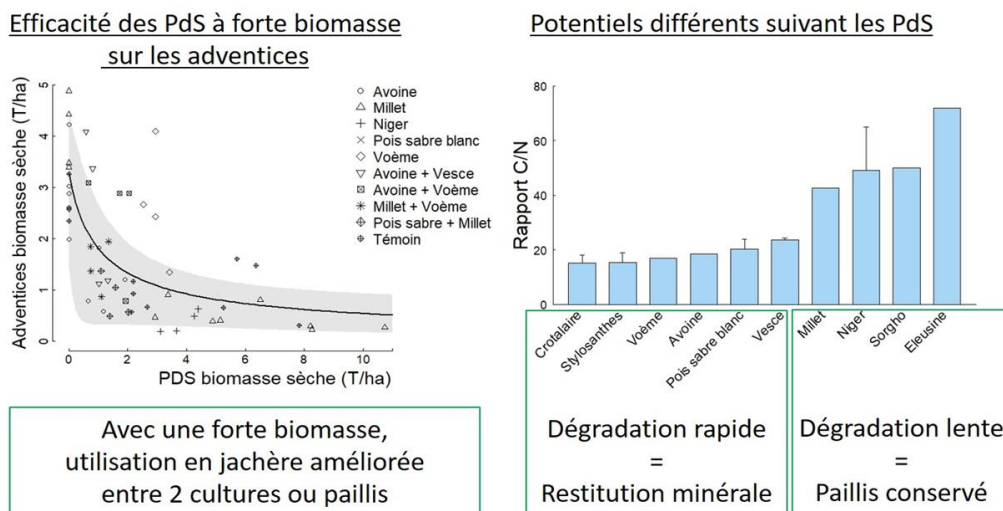 Efficacité des PdS à forte biomasse
sur les adventices
Adventices biomasse sèche (T/ha)
5
4
3
2
1
0
0
2
4
6
8
10
PDS biomasse sèche (T/ha)
Avoine
Millet
Niger
Pois sabre blanc
Voème
Avoine + Vesce
Avoine + Voème
Millet + Voème
Pois sabre + Millet
Témoin
Avec une forte biomasse,
utilisation en jachère améliorée
entre 2 cultures ou paillis
Potentiels différents suivant les PdS
Rapport C/N
80
60
40
20
0
Crotalaire
Stylosanthes
Voème
Avoine
Pois sabre blanc
Vesce
Millet
Niger
Sorgho
Eleusine
Dégradation rapide
=
Restitution minérale
Dégradation lente
=
Paillis conservé